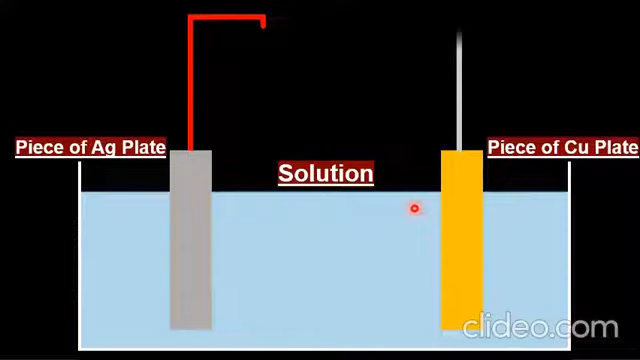 Piece of Ag Plate
Solution
Piece of Cu Plate
clideo.com